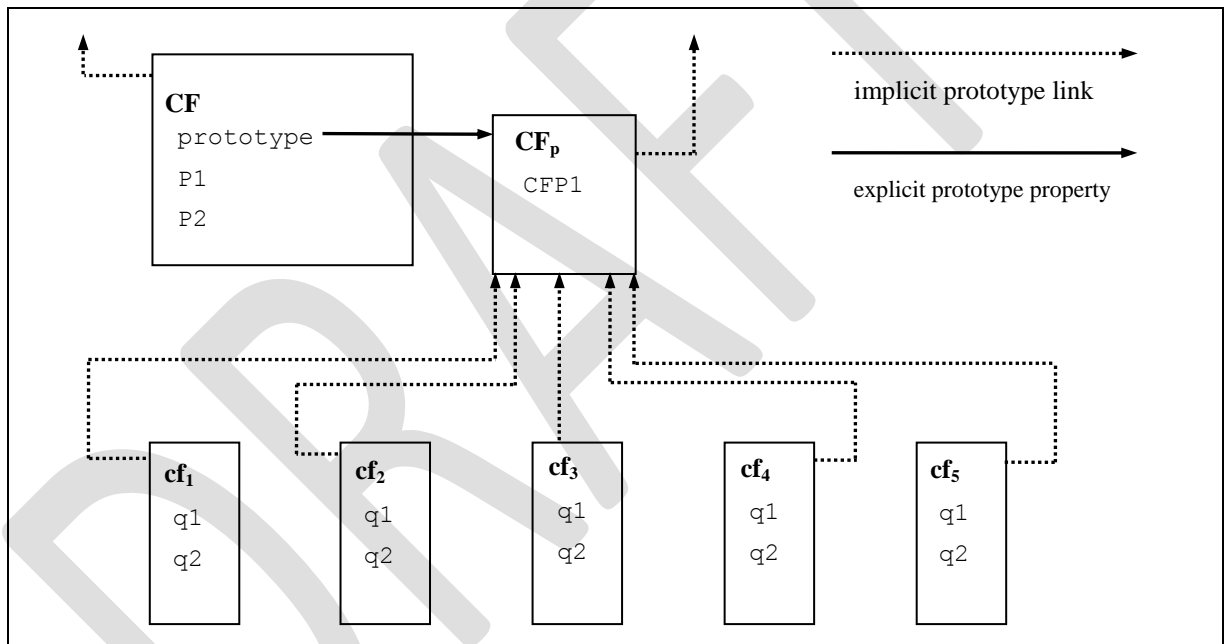 CF
prototype
P1
P2
CFp
CFP1
implicit prototype link
explicit prototype property
cf1
q1
q2
cf2
q1
q2
cf3
q1
q2
cf4
q1
q2
cf5
q1
q2
DRAFT